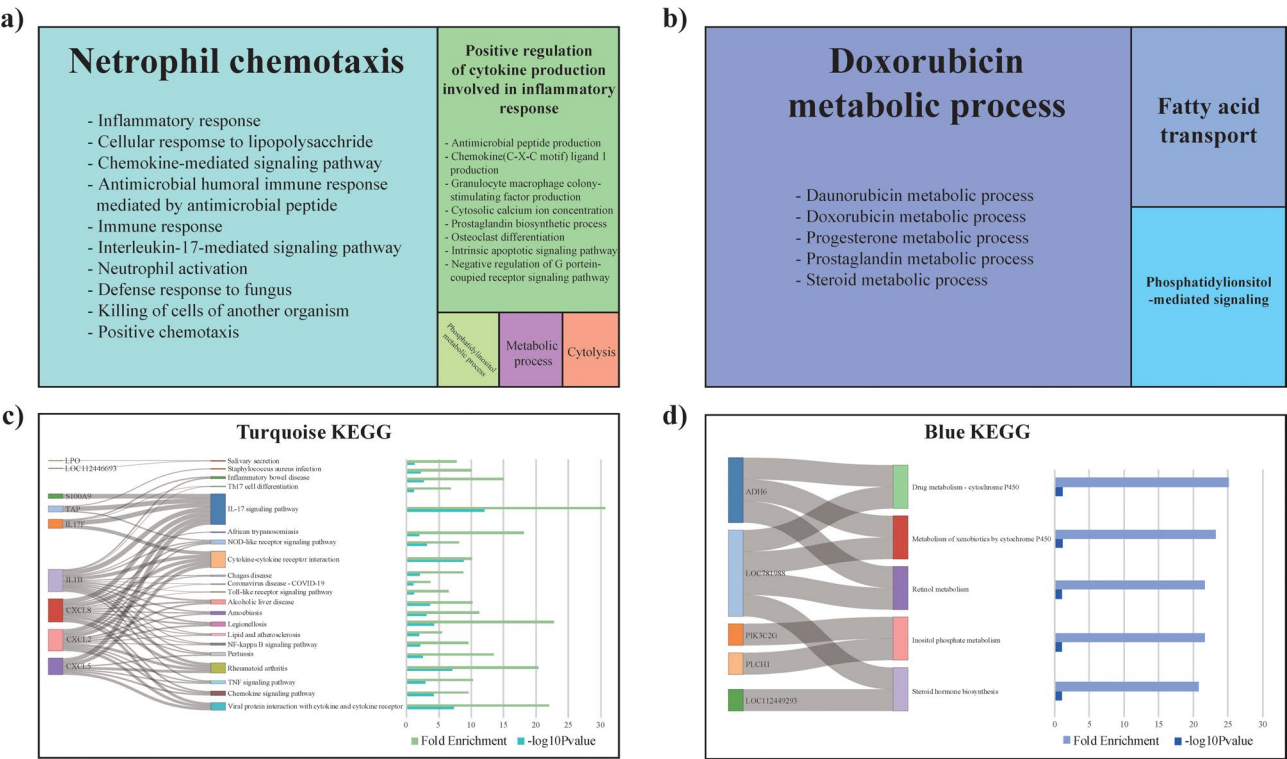 a)
Netrophil chemotaxis
- Inflammatory response
- Cellular respomse to lipopolysacchride
- Chemokine-mediated signaling pathway
- Antimicrobial humoral immune response
mediated by antimicrobial peptide
- Immune response
- Interleukin-17-mediated signaling pathway
- Neutrophil activation
- Defense response to fungus
- Killing of cells of another organism
- Positive chemotaxis
Positive regulation
of cytokine production
involved in inflammatory
response
- Antimicrobial peptide production
- Chemokine(C-X-C motif) ligand 1
production
- Granulocyte macrophage colony-
stimulating factor production
- Cytosolic calcium ion concentration
- Prostaglandin biosynthetic process
- Osteoclast differentiation
- Intrinsic apoptotic signaling pathway
- Negative regulation of G portein-
coupied receptor signaling pathway
Phosphatidylinositol
metabolic process
Metabolic
process
Cytolysis
b)
Doxorubicin
metabolic process
- Daunorubicin metabolic process
- Doxorubicin metabolic process
- Progesterone metabolic process
- Prostaglandin metabolic process
- Steroid metabolic process
Fatty acid
transport
Phosphatidylionsitol
-mediated signaling
c)
Turquoise KEGG
LPO
LOC112446693
S100A9
TAP
IL17F
IL1B
CXCL8
CXCL2
CXCL5
Salivary secretion
Staphylococcus aureus infection
Inflammatory bowel disease
Th17 cell differentiation
IL-17 signaling pathway
African trypanosomiasis
NOD-like receptor signaling pathway
Cytokine-cytokine receptor interaction
Chagas disease
Coronavirus disease - COVID-19
Toll-like receptor signaling pathway
Alcoholic liver disease
Amoebiasis
Legionellosis
Lipid and atherosclerosis
NF-kappa B signaling pathway
Pertussis
Rheumatoid arthritis
TNF signaling pathway
Chemokine signaling pathway
Viral protein interaction with cytokine and cytokine receptor
0 5 10 15 20 25 30
Fold Enrichment -log10Pvalue
d)
Blue KEGG
ADH6
LOC781988
PIK3C2G
PLCH1
LOC112449293
Drug metabolism - cytochrome P450
Metabolism of xenobiotics by cytochrome P450
Retinol metabolism
Inositol phosphate metabolism
Steroid hormone biosynthesis
0 5 10 15 20 25 30
Fold Enrichment -log10Pvalue